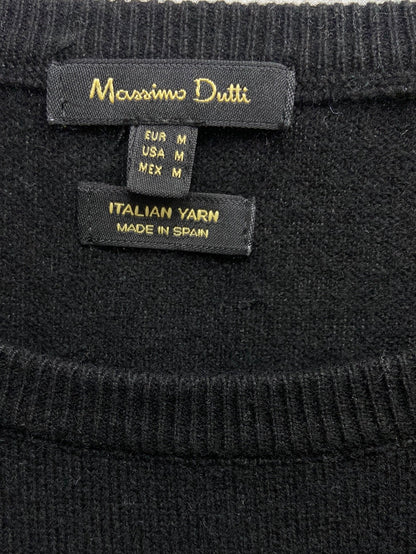 Massimo Dutti
EUR M
USA M
MEX M
ITALIAN YARN
MADE IN SPAIN